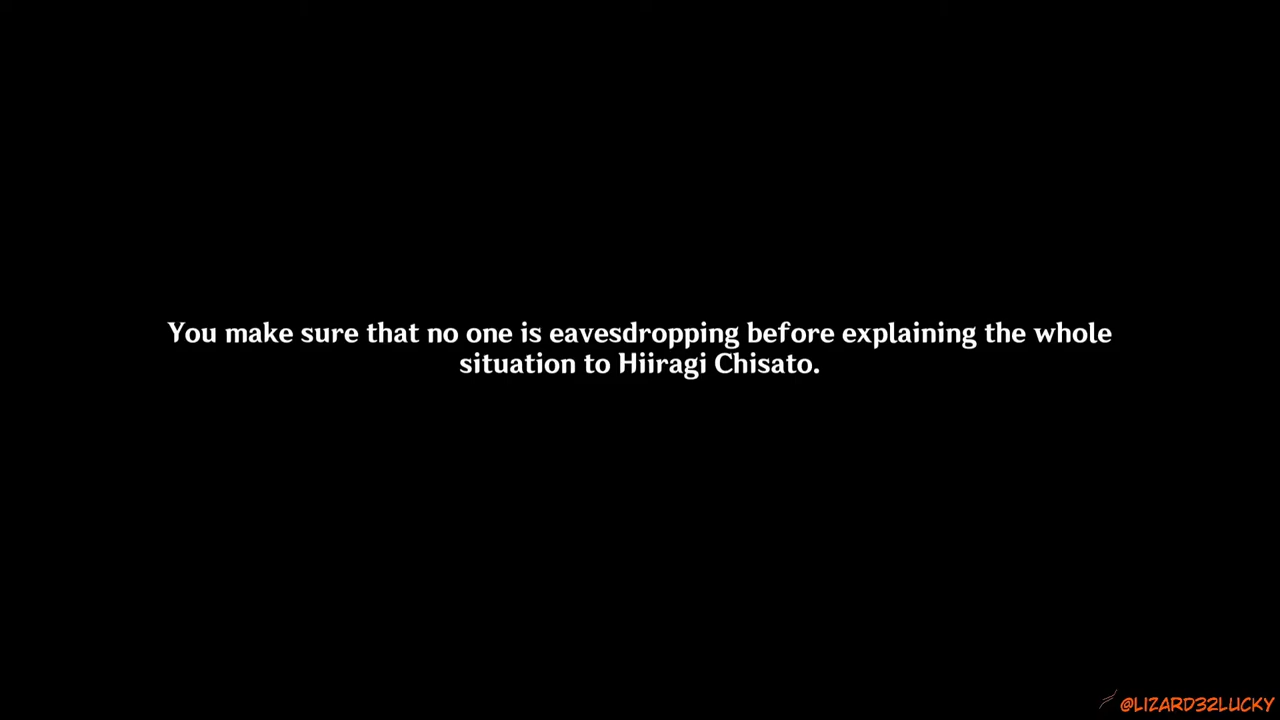 You make sure that no one is eavesdropping before explaining the whole
situation to Hiiragi Chisato.
@LIZARD32LUCKY